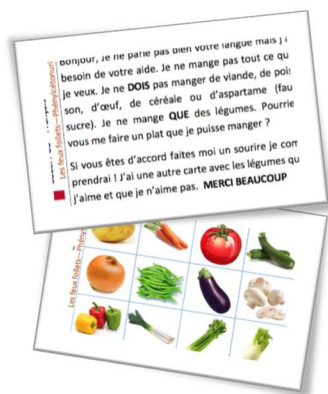 Bonjour, Je ne parle pas bien votre langue mais j'
besoin de votre aide. Je ne mange pas tout ce qu
je veux. Je ne DOIS pas manger de viande, de pois
son, d'œuf, de céréale ou d'aspartame (fau
sucre). Je ne mange QUE des légumes. Pourrie
vous me faire un plat que je puisse manger ?
Si vous êtes d'accord faites moi un sourire je com
prendrai ! J'ai une autre carte avec les légumes qu
j'aime et que je n'aime pas. MERCI BEAUCOUP
Les feux follets – Phénylcétonuri
Les feux follets – Phény